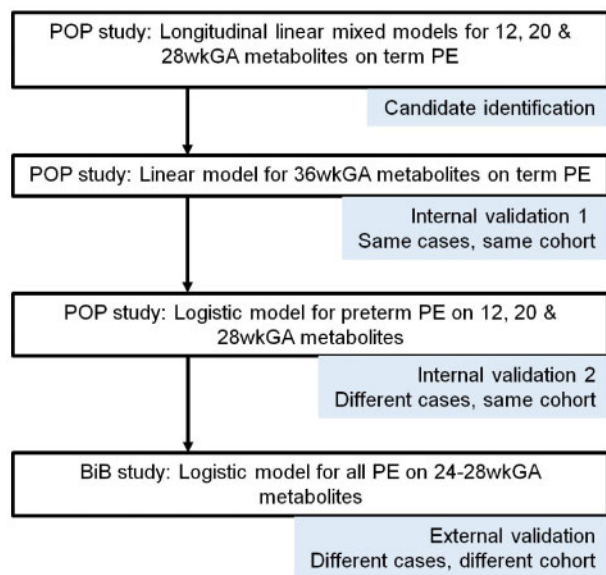 POP study: Longitudinal linear mixed models for 12, 20 &
28wkGA metabolites on term PE
Candidate identification
POP study: Linear model for 36wkGA metabolites on term PE
Internal validation 1
Same cases, same cohort
POP study: Logistic model for preterm PE on 12, 20 &
28wkGA metabolites
Internal validation 2
Different cases, same cohort
BiB study: Logistic model for all PE on 24-28wkGA
metabolites
External validation
Different cases, different cohort